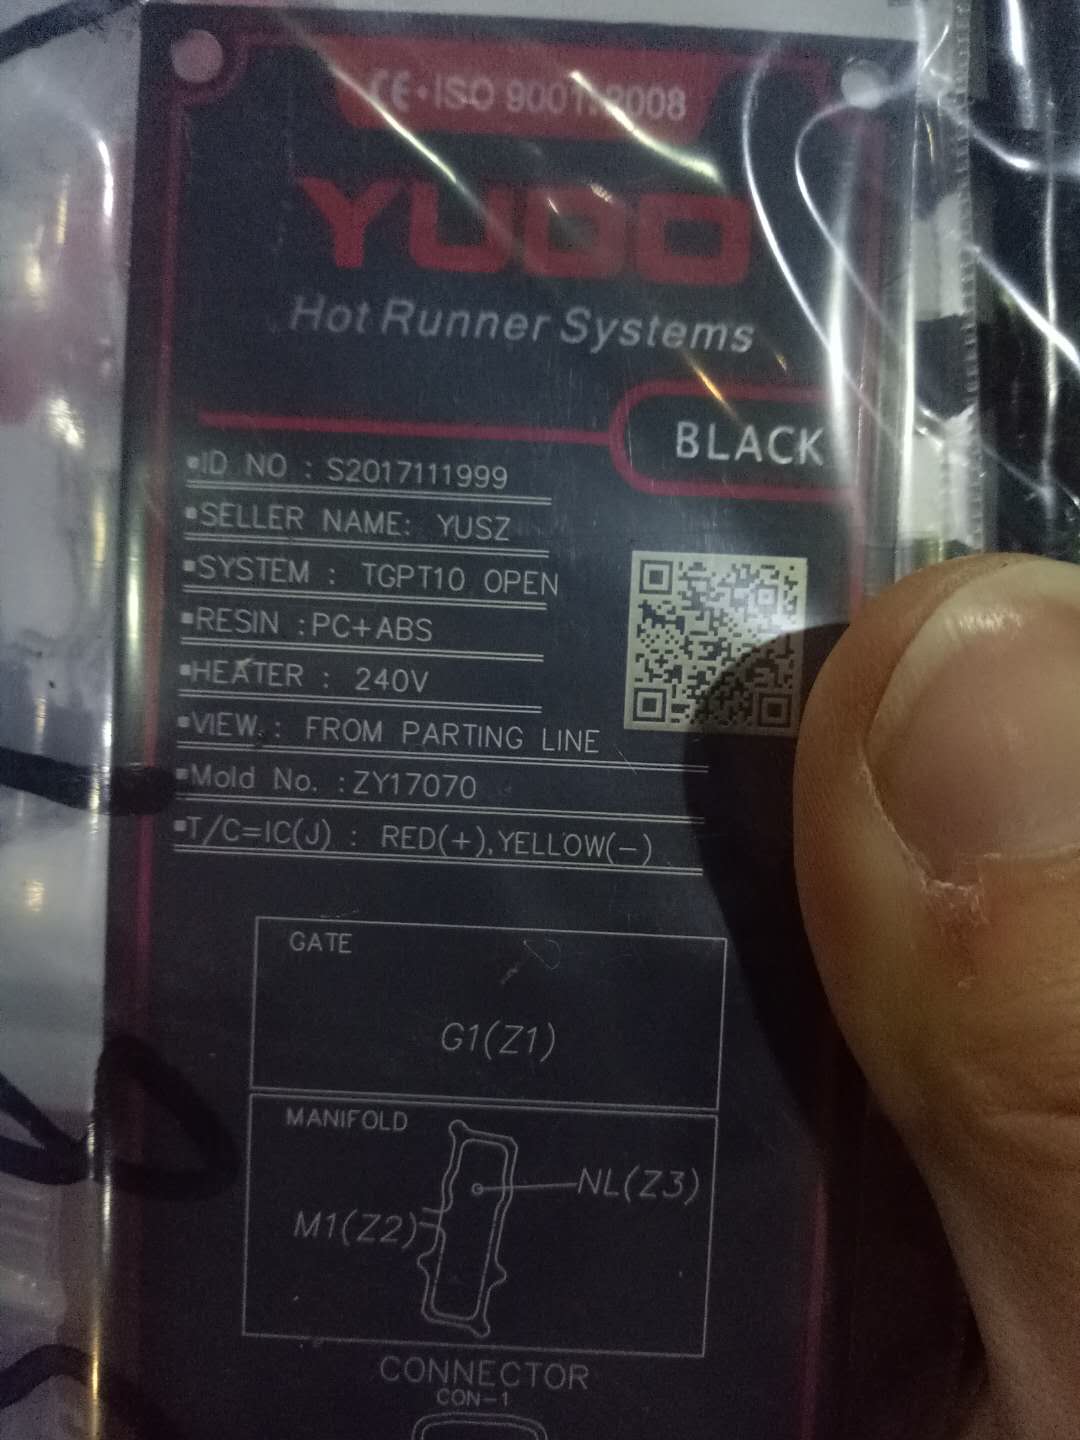 CE·ISO 9001:2008
YUDO
Hot Runner Systems
BLACK
▪ID NO : S2017111999
▪SELLER NAME: YUSZ
▪SYSTEM : TGPT10 OPEN
▪RESIN :PC+ABS
▪HEATER : 240V
▪VIEW : FROM PARTING LINE
▪Mold No. :ZY17070
▪T/C=IC(J) : RED(+),YELLOW(-)
GATE
G1(Z1)
MANIFOLD
NL(Z3)
M1(Z2)
CONNECTOR
CON-1